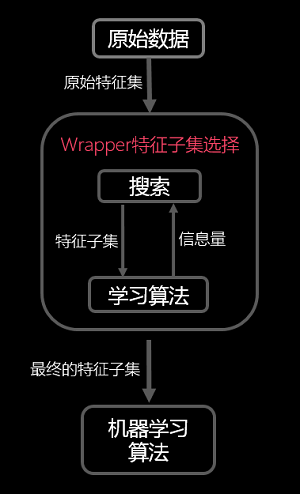 原始数据
原始特征集
Wrapper特征子集选择
搜索
特征子集
信息量
学习算法
最终的特征子集
机器学习
算法